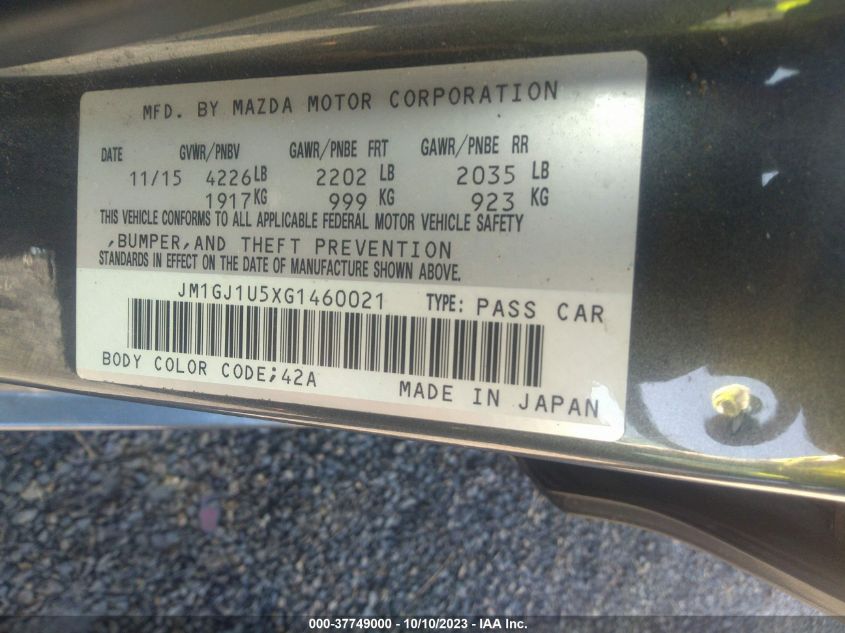 MFD. BY MAZDA MOTOR CORPORATION
DATE GVWR/PNBV GAWR/PNBE FRT GAWR/PNBE RR
11/15 4226LB 2202 LB 2035 LB
1917KG 999 KG 923 KG
THIS VEHICLE CONFORMS TO ALL APPLICABLE FEDERAL MOTOR VEHICLE SAFETY
,BUMPER,AND THEFT PREVENTION
STANDARDS IN EFFECT ON THE DATE OF MANUFACTURE SHOWN ABOVE.
JM1GJ1U5XG1460021 TYPE: PASS CAR
BODY COLOR CODE;42A
MADE IN JAPAN
000-37749000 - 10/10/2023 - IAA Inc.